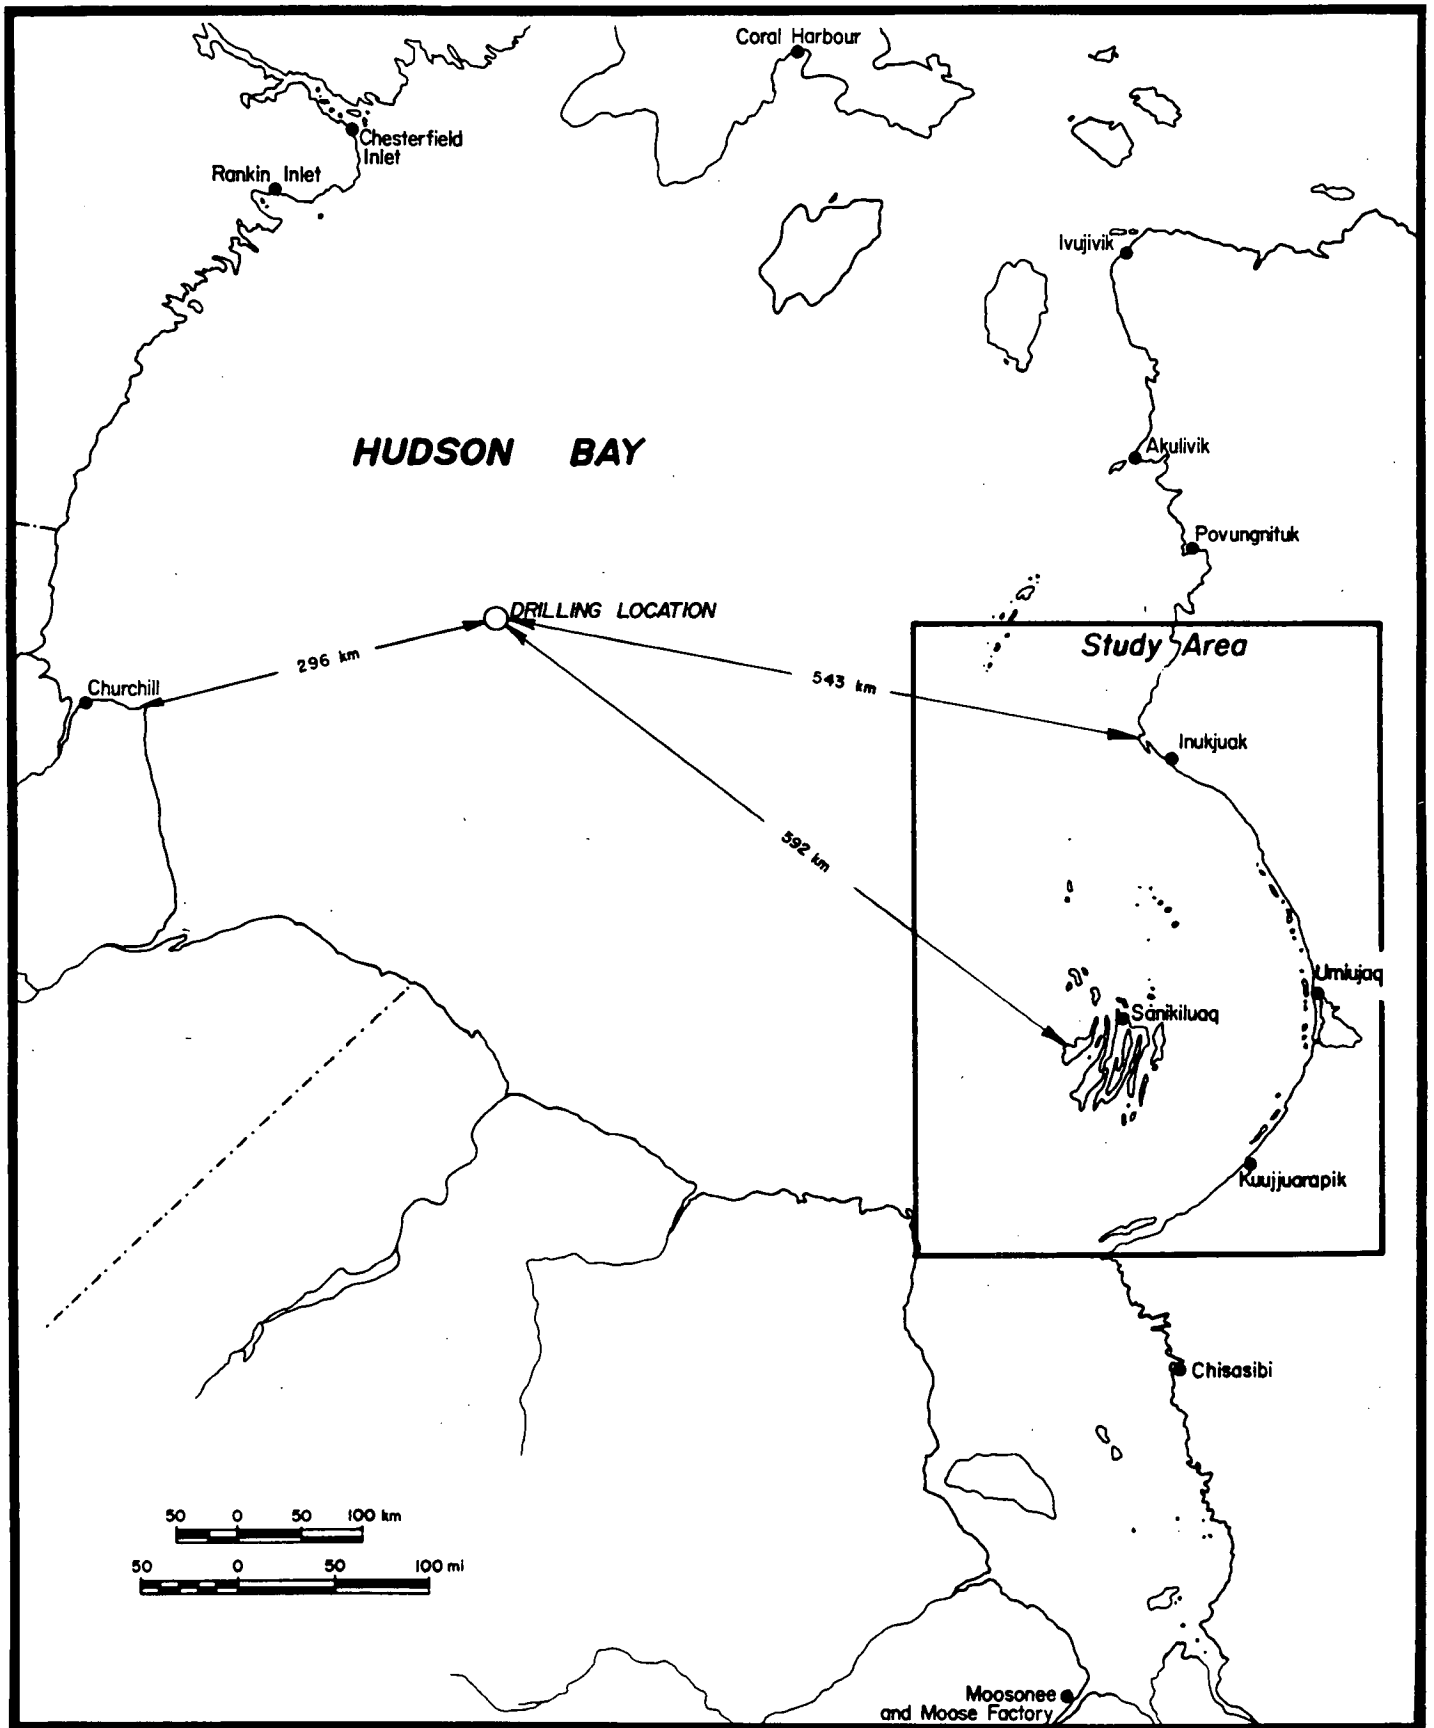 Coral Harbour
Chesterfield
Inlet
Rankin Inlet
Ivujivik
HUDSON BAY
Akulivik
Povungnituk
DRILLING LOCATION
Study Area
296 km
543 km
Churchill
Inukjuak
592 km
Umiujaq
Sanikiluaq
Kuujjuarapik
Chisasibi
50 0 50 100 km
50 0 50 100 mi
Moosonee
and Moose Factory